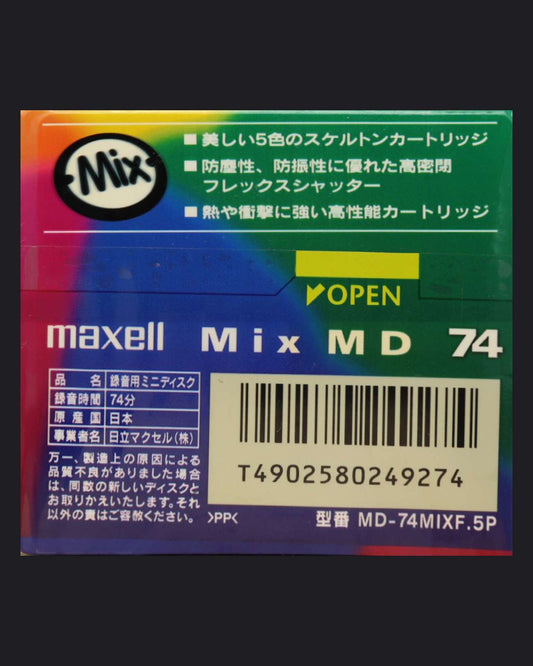 Mix
■ 美しい5色のスケルトンカートリッジ
■ 防塵性、防振性に優れた高密閉
フレックスシャッター
■ 熱や衝撃に強い高性能カートリッジ
OPEN
maxell Mix MD 74
品 名 録音用ミニディスク
録音時間 74分
原産国 日本
事業者名 日立マクセル(株)
万一、製造上の原因による
品質不良がありました場合
は、同数の新しいディスクと
お取りかえいたします。それ
以外の責はご容赦ください。
>PP<
T4902580249274
型番 MD-74MIXF.5P